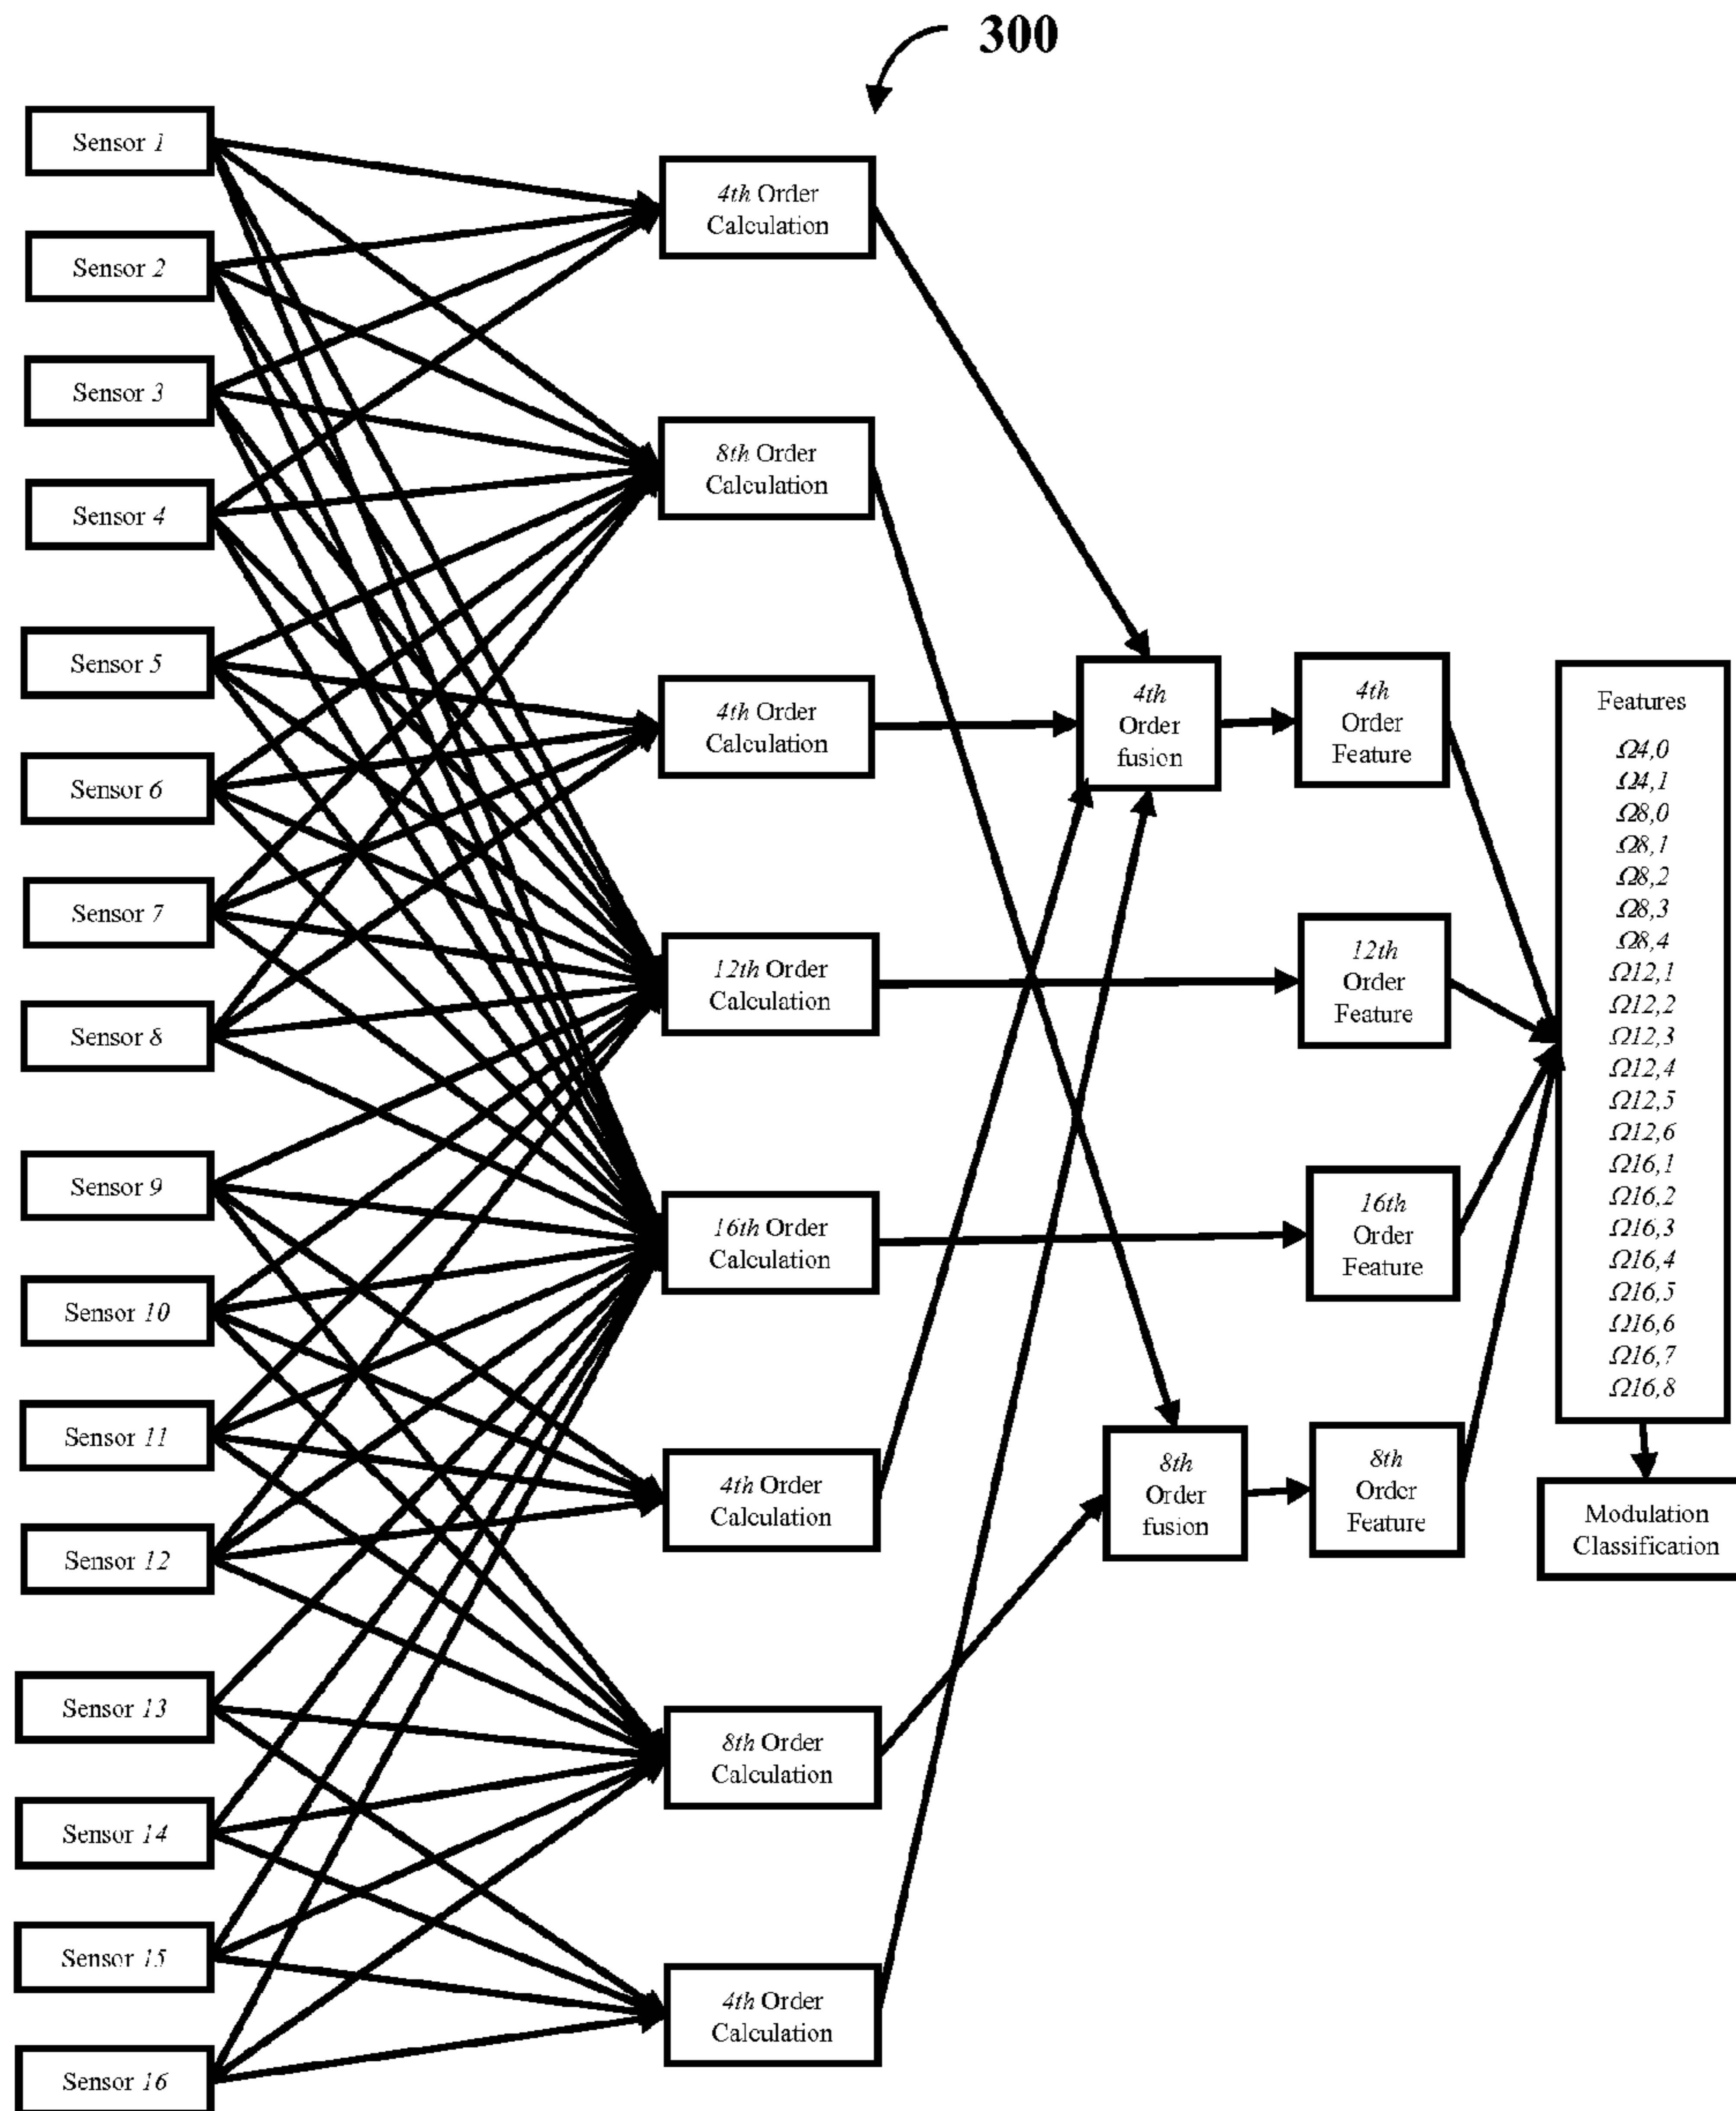 300
Sensor 1
Sensor 2
Sensor 3
Sensor 4
Sensor 5
Sensor 6
Sensor 7
Sensor 8
Sensor 9
Sensor 10
Sensor 11
Sensor 12
Sensor 13
Sensor 14
Sensor 15
Sensor 16
4th Order
Calculation
8th Order
Calculation
4th Order
Calculation
12th Order
Calculation
16th Order
Calculation
4th Order
Calculation
8th Order
Calculation
4th Order
Calculation
4th
Order
fusion
8th
Order
fusion
4th
Order
Feature
12th
Order
Feature
16th
Order
Feature
8th
Order
Feature
Features
Ω4,0
Ω4,1
Ω8,0
Ω8,1
Ω8,2
Ω8,3
Ω8,4
Ω12,1
Ω12,2
Ω12,3
Ω12,4
Ω12,5
Ω12,6
Ω16,1
Ω16,2
Ω16,3
Ω16,4
Ω16,5
Ω16,6
Ω16,7
Ω16,8
Modulation
Classification